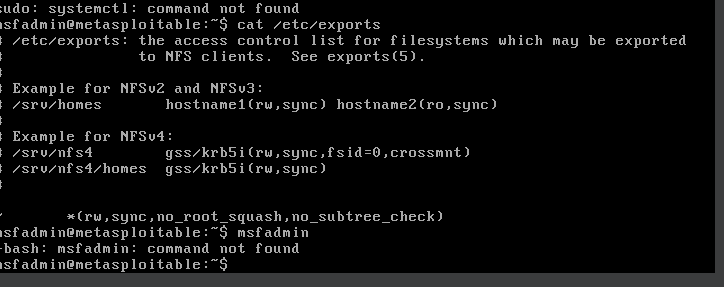 sudo: systemctl: command not found
msfadmin@metasploitable:~$ cat /etc/exports
# /etc/exports: the access control list for filesystems which may be exported
#               to NFS clients.  See exports(5).
#
# Example for NFSv2 and NFSv3:
# /srv/homes       hostname1(rw,sync) hostname2(ro,sync)
#
# Example for NFSv4:
# /srv/nfs4        gss/krb5i(rw,sync,fsid=0,crossmnt)
# /srv/nfs4/homes  gss/krb5i(rw,sync)
#
*(rw,sync,no_root_squash,no_subtree_check)
msfadmin@metasploitable:~$ msfadmin
-bash: msfadmin: command not found
msfadmin@metasploitable:~$